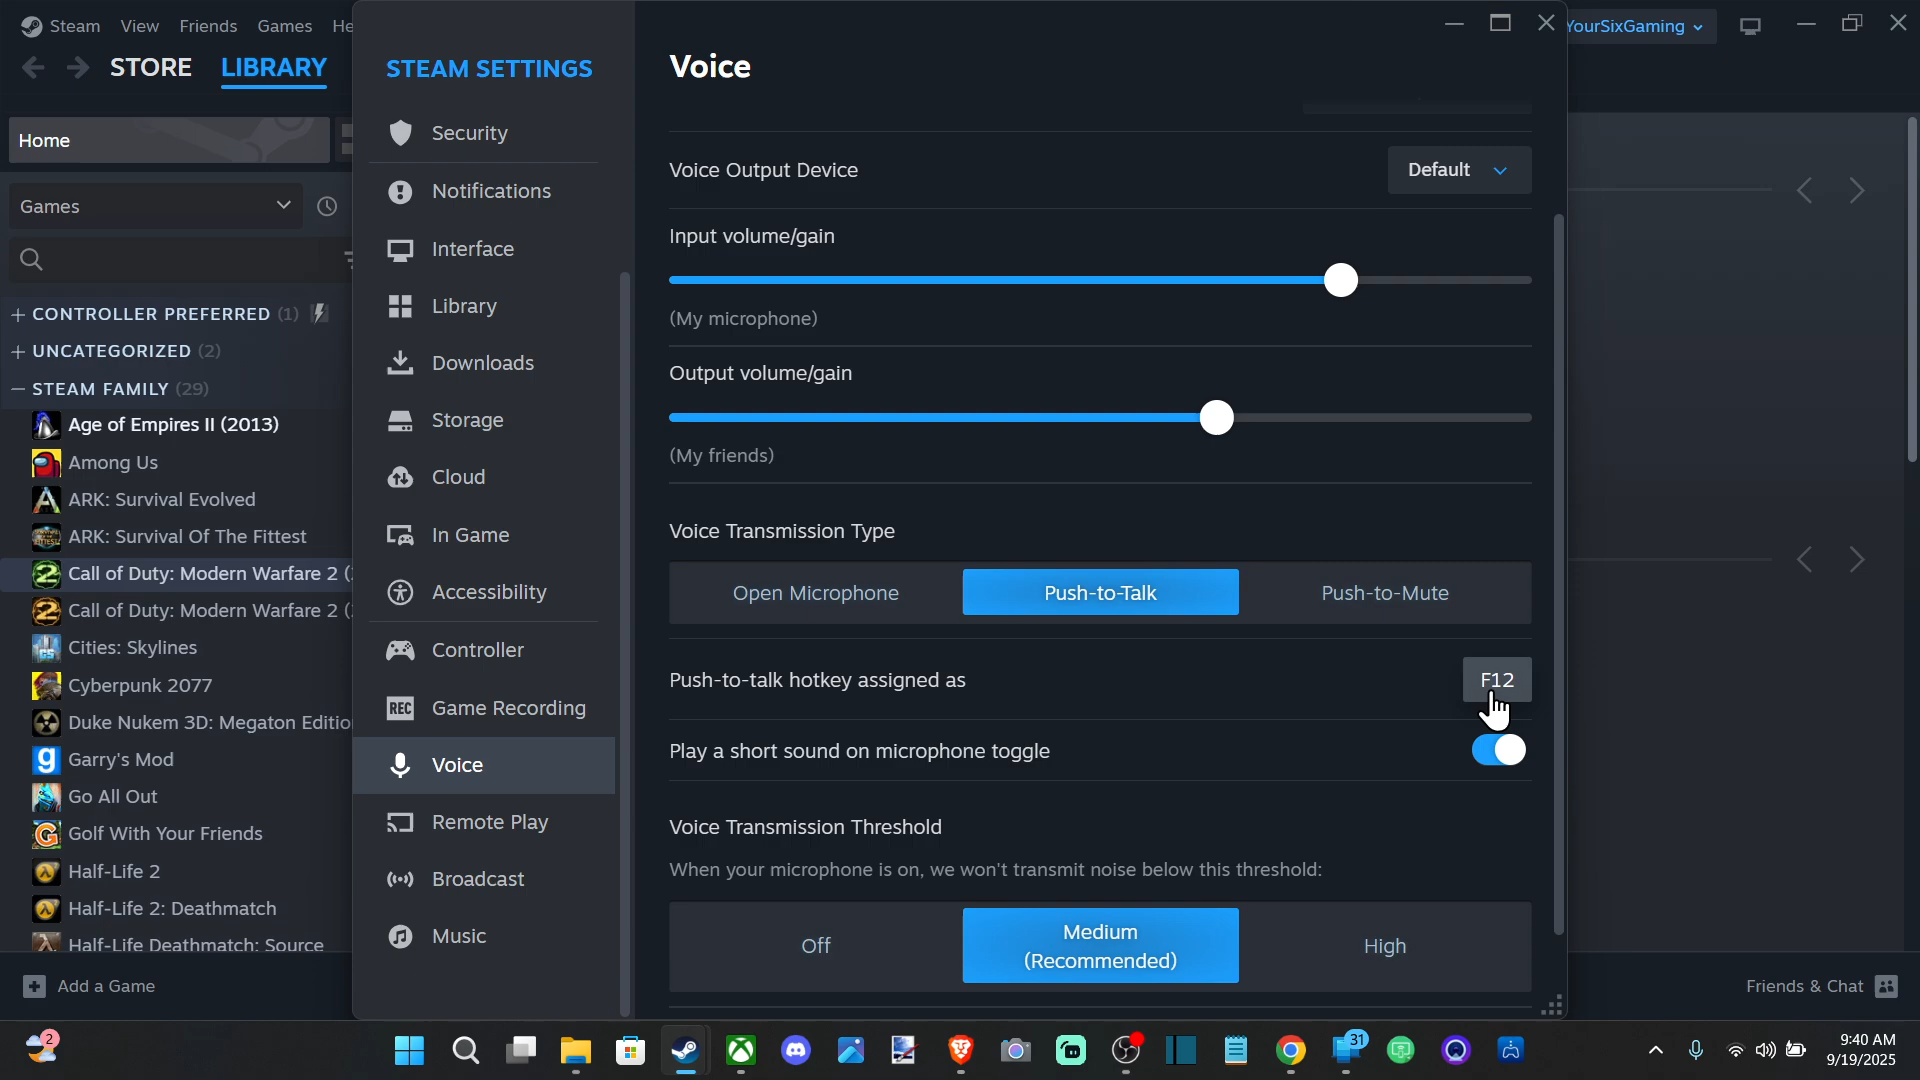 Steam View Friends Games He
STORE LIBRARY
Home
Games
+ CONTROLLER PREFERRED (1)
+ UNCATEGORIZED (2)
− STEAM FAMILY (29)
Age of Empires II (2013)
Among Us
ARK: Survival Evolved
ARK: Survival Of The Fittest
Call of Duty: Modern Warfare 2 (
Call of Duty: Modern Warfare 2 (
Cities: Skylines
Cyberpunk 2077
Duke Nukem 3D: Megaton Editio
Garry's Mod
Go All Out
Golf With Your Friends
Half-Life 2
Half-Life 2: Deathmatch
Half-Life Deathmatch: Source
Add a Game
STEAM SETTINGS
Security
Notifications
Interface
Library
Downloads
Storage
Cloud
In Game
Accessibility
Controller
REC Game Recording
Voice
Remote Play
Broadcast
Music
Voice
Voice Output Device Default
Input volume/gain
(My microphone)
Output volume/gain
(My friends)
Voice Transmission Type
Open Microphone Push-to-Talk Push-to-Mute
Push-to-talk hotkey assigned as F12
Play a short sound on microphone toggle
Voice Transmission Threshold
When your microphone is on, we won't transmit noise below this threshold:
Off Medium (Recommended) High
YourSixGaming
Friends & Chat
2
31
9:40 AM
9/19/2025